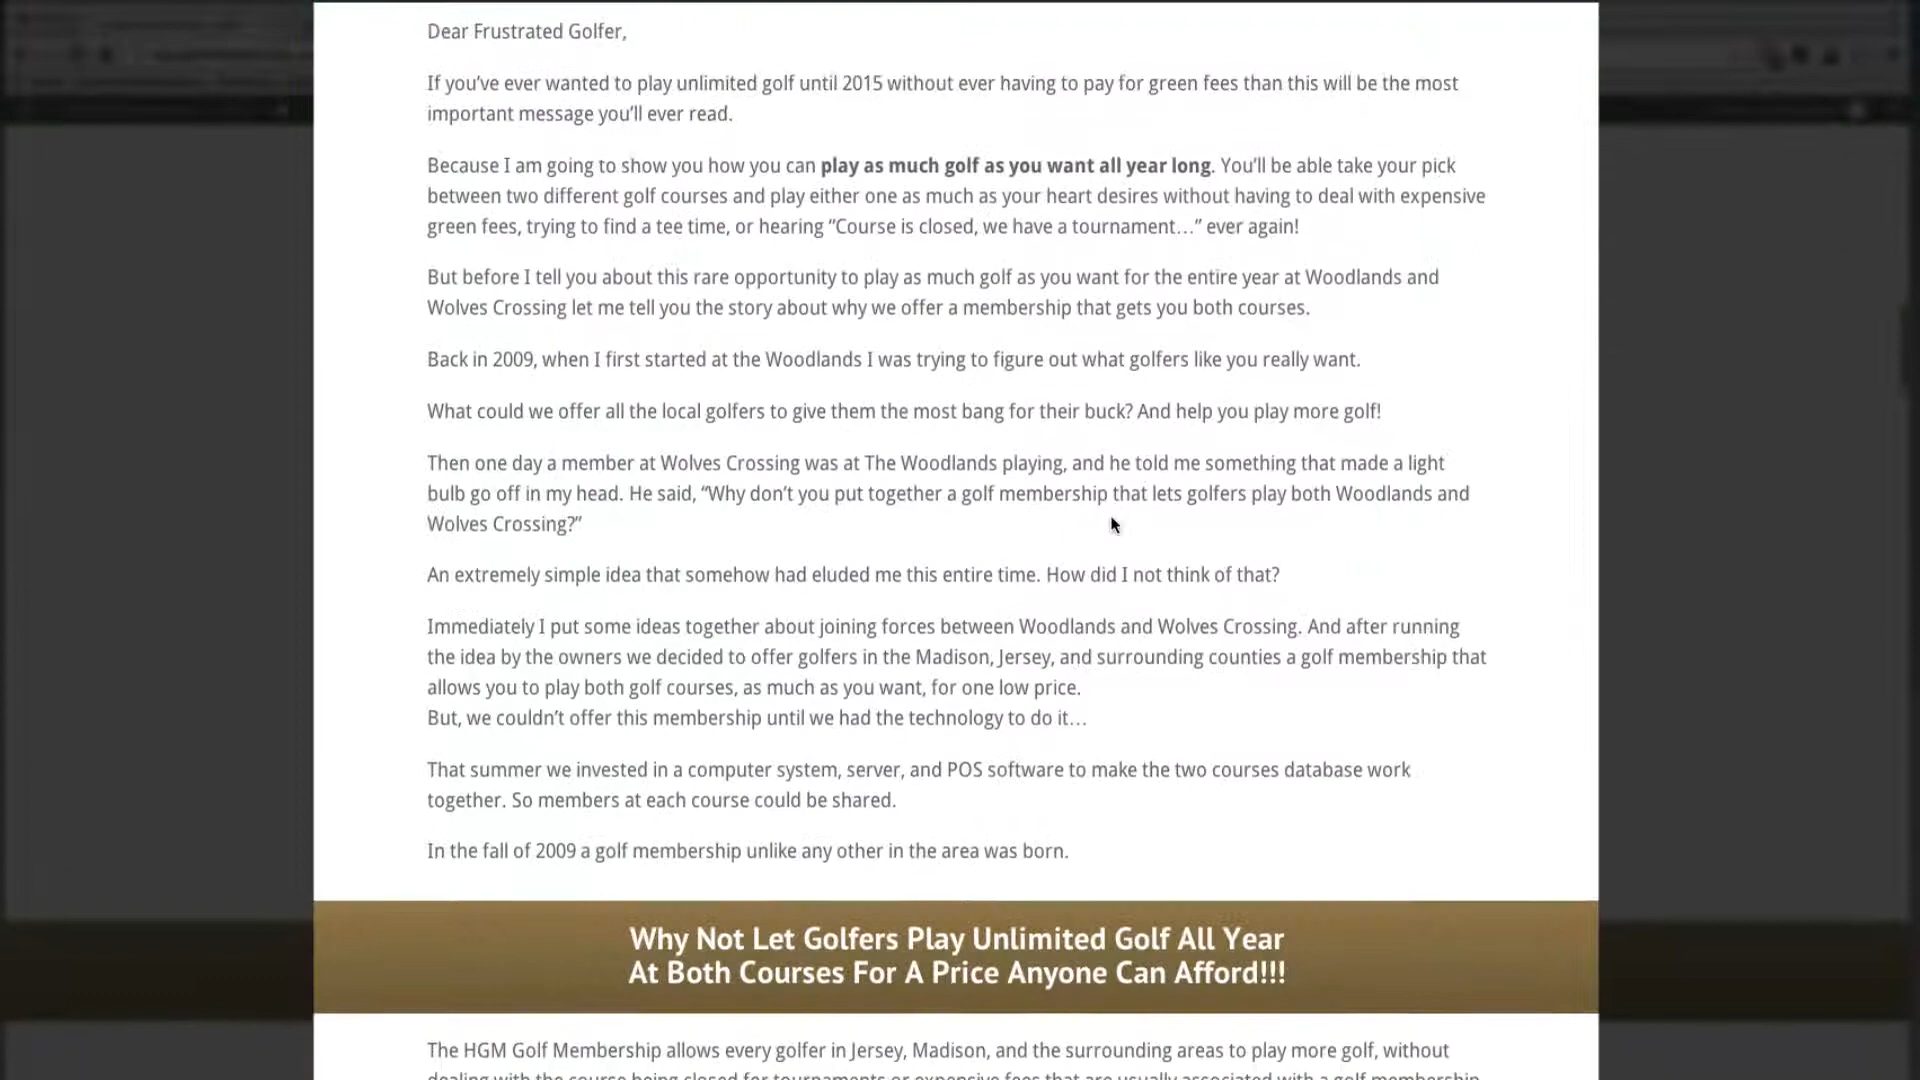 Dear Frustrated Golfer,
If you’ve ever wanted to play unlimited golf until 2015 without ever having to pay for green fees than this will be the most
important message you’ll ever read.
Because I am going to show you how you can play as much golf as you want all year long. You’ll be able take your pick
between two different golf courses and play either one as much as your heart desires without having to deal with expensive
green fees, trying to find a tee time, or hearing “Course is closed, we have a tournament…” ever again!
But before I tell you about this rare opportunity to play as much golf as you want for the entire year at Woodlands and
Wolves Crossing let me tell you the story about why we offer a membership that gets you both courses.
Back in 2009, when I first started at the Woodlands I was trying to figure out what golfers like you really want.
What could we offer all the local golfers to give them the most bang for their buck? And help you play more golf!
Then one day a member at Wolves Crossing was at The Woodlands playing, and he told me something that made a light
bulb go off in my head. He said, “Why don’t you put together a golf membership that lets golfers play both Woodlands and
Wolves Crossing?”
An extremely simple idea that somehow had eluded me this entire time. How did I not think of that?
Immediately I put some ideas together about joining forces between Woodlands and Wolves Crossing. And after running
the idea by the owners we decided to offer golfers in the Madison, Jersey, and surrounding counties a golf membership that
allows you to play both golf courses, as much as you want, for one low price.
But, we couldn’t offer this membership until we had the technology to do it…
That summer we invested in a computer system, server, and POS software to make the two courses database work
together. So members at each course could be shared.
In the fall of 2009 a golf membership unlike any other in the area was born.
Why Not Let Golfers Play Unlimited Golf All Year
At Both Courses For A Price Anyone Can Afford!!!
The HGM Golf Membership allows every golfer in Jersey, Madison, and the surrounding areas to play more golf, without
dealing with the course being closed for tournaments or expensive fees that are usually associated with a golf membership